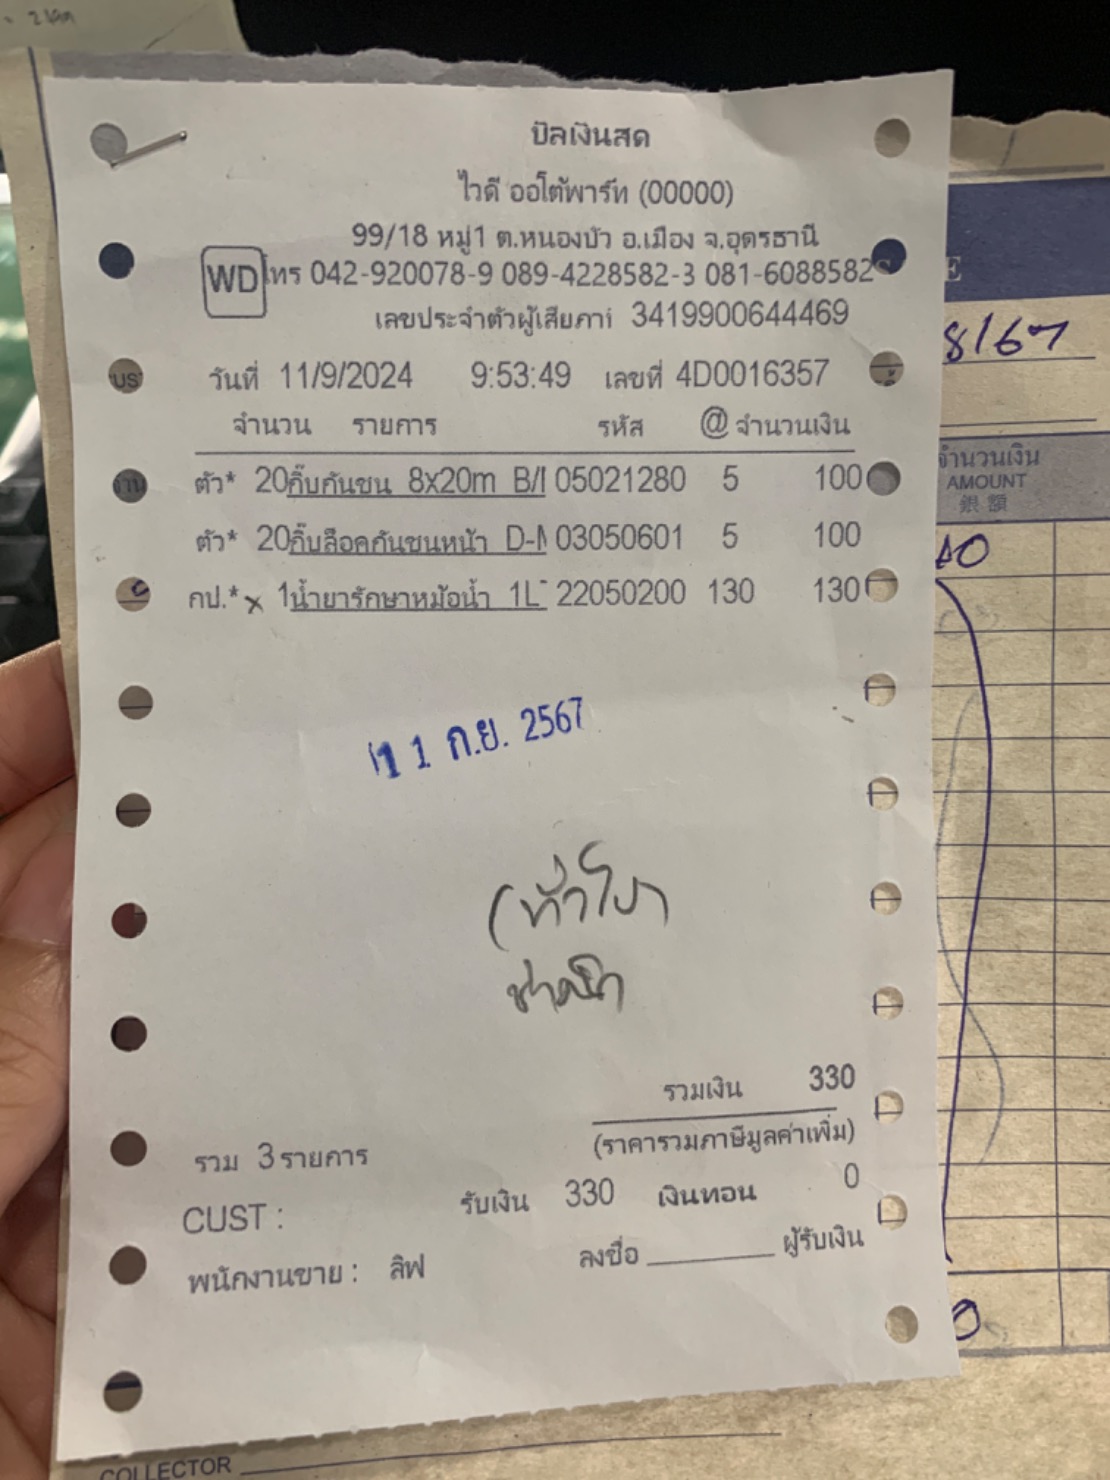 บิลเงินสด
ไวดี ออโต้พาร์ท (00000)
99/18 หมู่1 ต.หนองบัว อ.เมือง จ.อุดรธานี
WD โทร 042-920078-9 089-4228582-3 081-6088582
เลขประจำตัวผู้เสียภาษี 3419900644469
วันที่ 11/9/2024 9:53:49 เลขที่ 4D0016357
จำนวน รายการ รหัส @ จำนวนเงิน
ตัว* 20 กิ๊บกันชน 8x20m B/ 05021280 5 100
ตัว* 20 กิ๊บล็อคกันชนหน้า D- 03050601 5 100
กป.* x 1 น้ำยารักษาหม้อน้ำ 1L 22050200 130 130
11 ก.ย. 2567
(ทั่วไป)
รวมเงิน 330
(ราคารวมภาษีมูลค่าเพิ่ม)
รวม 3 รายการ
รับเงิน 330 เงินทอน 0
CUST :
ลงชื่อ ________ ผู้รับเงิน
พนักงานขาย : ลิฟ
8/67
จำนวนเงิน
AMOUNT
銀額
COLLECTOR